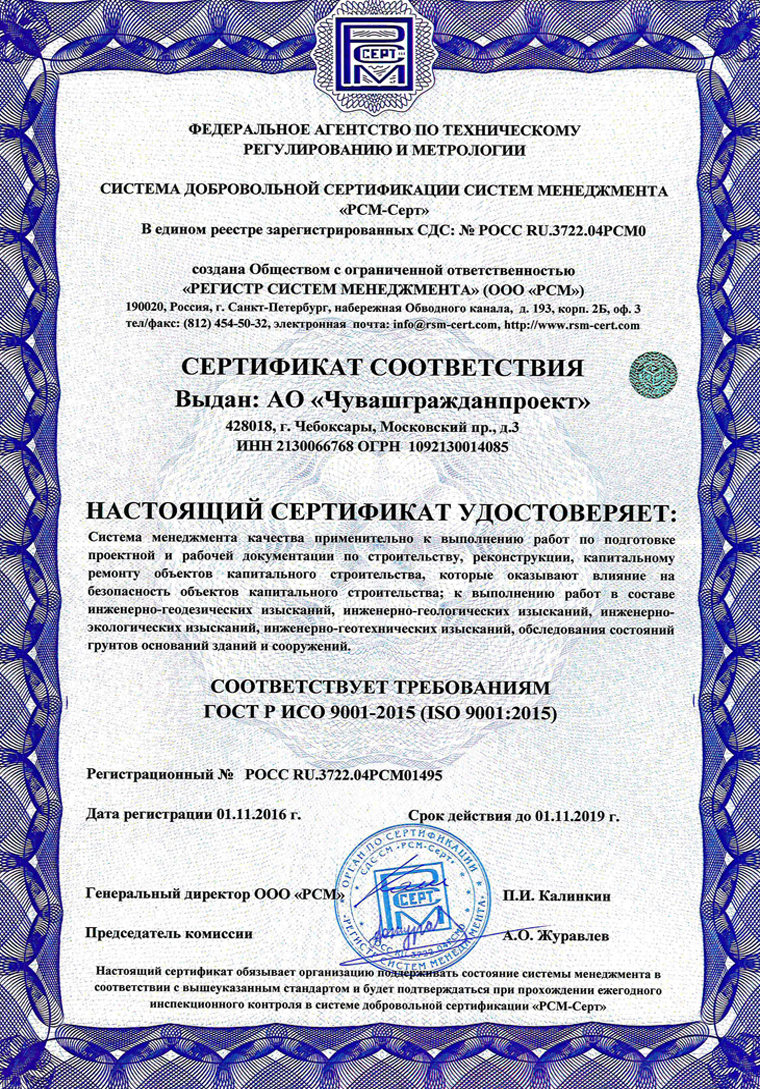 РСМ
СЕРТ
ФЕДЕРАЛЬНОЕ АГЕНТСТВО ПО ТЕХНИЧЕСКОМУ
РЕГУЛИРОВАНИЮ И МЕТРОЛОГИИ
СИСТЕМА ДОБРОВОЛЬНОЙ СЕРТИФИКАЦИИ СИСТЕМ МЕНЕДЖМЕНТА
«РСМ-Серт»
В едином реестре зарегистрированных СДС: № РОСС RU.3722.04РСМ0
создана Обществом с ограниченной ответственностью
«РЕГИСТР СИСТЕМ МЕНЕДЖМЕНТА» (ООО «РСМ»)
190020, Россия, г. Санкт-Петербург, набережная Обводного канала, д. 193, корп. 2Б, оф. 3
тел/факс: (812) 454-50-32, электронная почта: info@rsm-cert.com, http://www.rsm-cert.com
СЕРТИФИКАТ СООТВЕТСТВИЯ
Выдан: АО «Чувашгражданпроект»
428018, г. Чебоксары, Московский пр., д.3
ИНН 2130066768 ОГРН 1092130014085
НАСТОЯЩИЙ СЕРТИФИКАТ УДОСТОВЕРЯЕТ:
Система менеджмента качества применительно к выполнению работ по подготовке
проектной и рабочей документации по строительству, реконструкции, капитальному
ремонту объектов капитального строительства, которые оказывают влияние на
безопасность объектов капитального строительства; к выполнению работ в составе
инженерно-геодезических изысканий, инженерно-геологических изысканий, инженерно-
экологических изысканий, инженерно-геотехнических изысканий, обследования состояний
грунтов оснований зданий и сооружений.
СООТВЕТСТВУЕТ ТРЕБОВАНИЯМ
ГОСТ Р ИСО 9001-2015 (ISO 9001:2015)
Регистрационный № РОСС RU.3722.04РСМ01495
Дата регистрации 01.11.2016 г.
Срок действия до 01.11.2019 г.
ОРГАН ПО СЕРТИФИКАЦИИ
СДС СМ «РСМ-Серт»
РСМ
СЕРТ
РОСС RU.3722.04РСМ0
«РЕГИСТР СИСТЕМ МЕНЕДЖМЕНТА»
Генеральный директор ООО «РСМ»
П.И. Калинкин
Председатель комиссии
А.О. Журавлев
Настоящий сертификат обязывает организацию поддерживать состояние системы менеджмента в
соответствии с вышеуказанным стандартом и будет подтверждаться при прохождении ежегодного
инспекционного контроля в системе добровольной сертификации «РСМ-Серт»